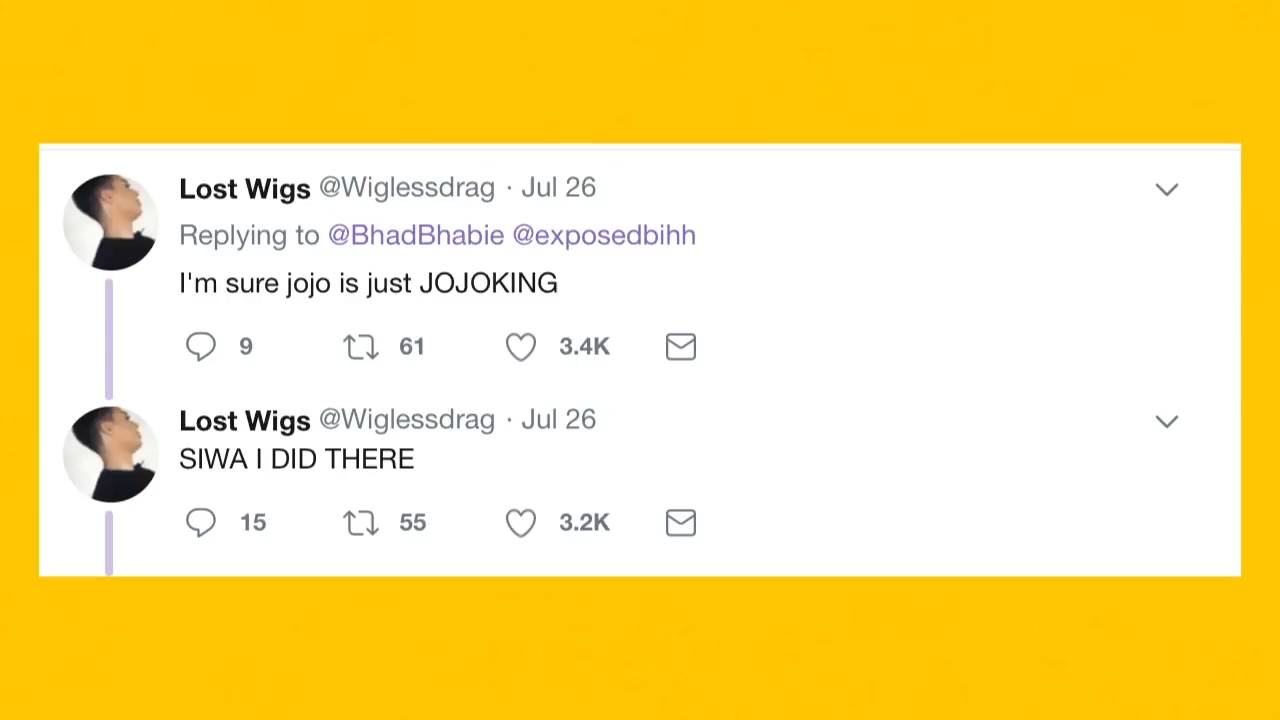 Lost Wigs @Wiglessdrag · Jul 26
Replying to @BhadBhabie @exposedbihh
I'm sure jojo is just JOJOKING
9 61 3.4K
Lost Wigs @Wiglessdrag · Jul 26
SIWA I DID THERE
15 55 3.2K